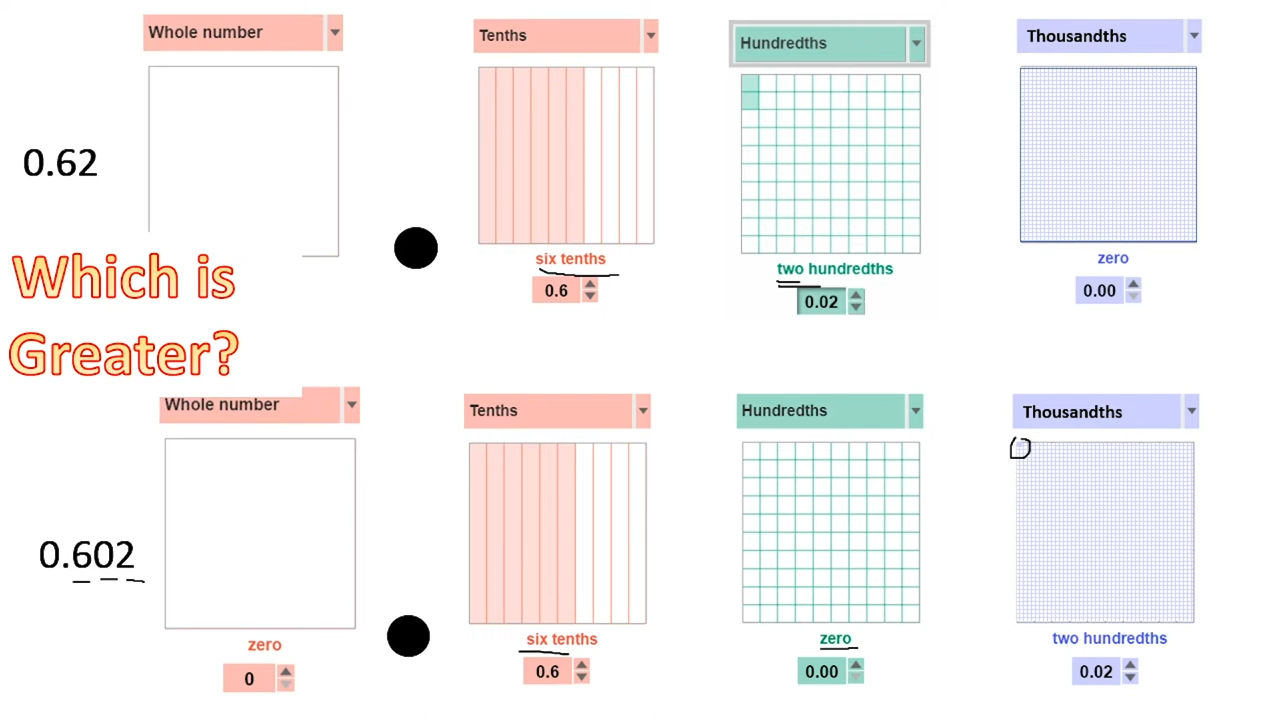 Whole number
Tenths
Hundredths
Thousandths
0.62
six tenths
0.6
two hundredths
0.02
zero
0.00
Which is
Greater?
Whole number
Tenths
Hundredths
Thousandths
0.602
zero
0
six tenths
0.6
zero
0.00
two hundredths
0.02